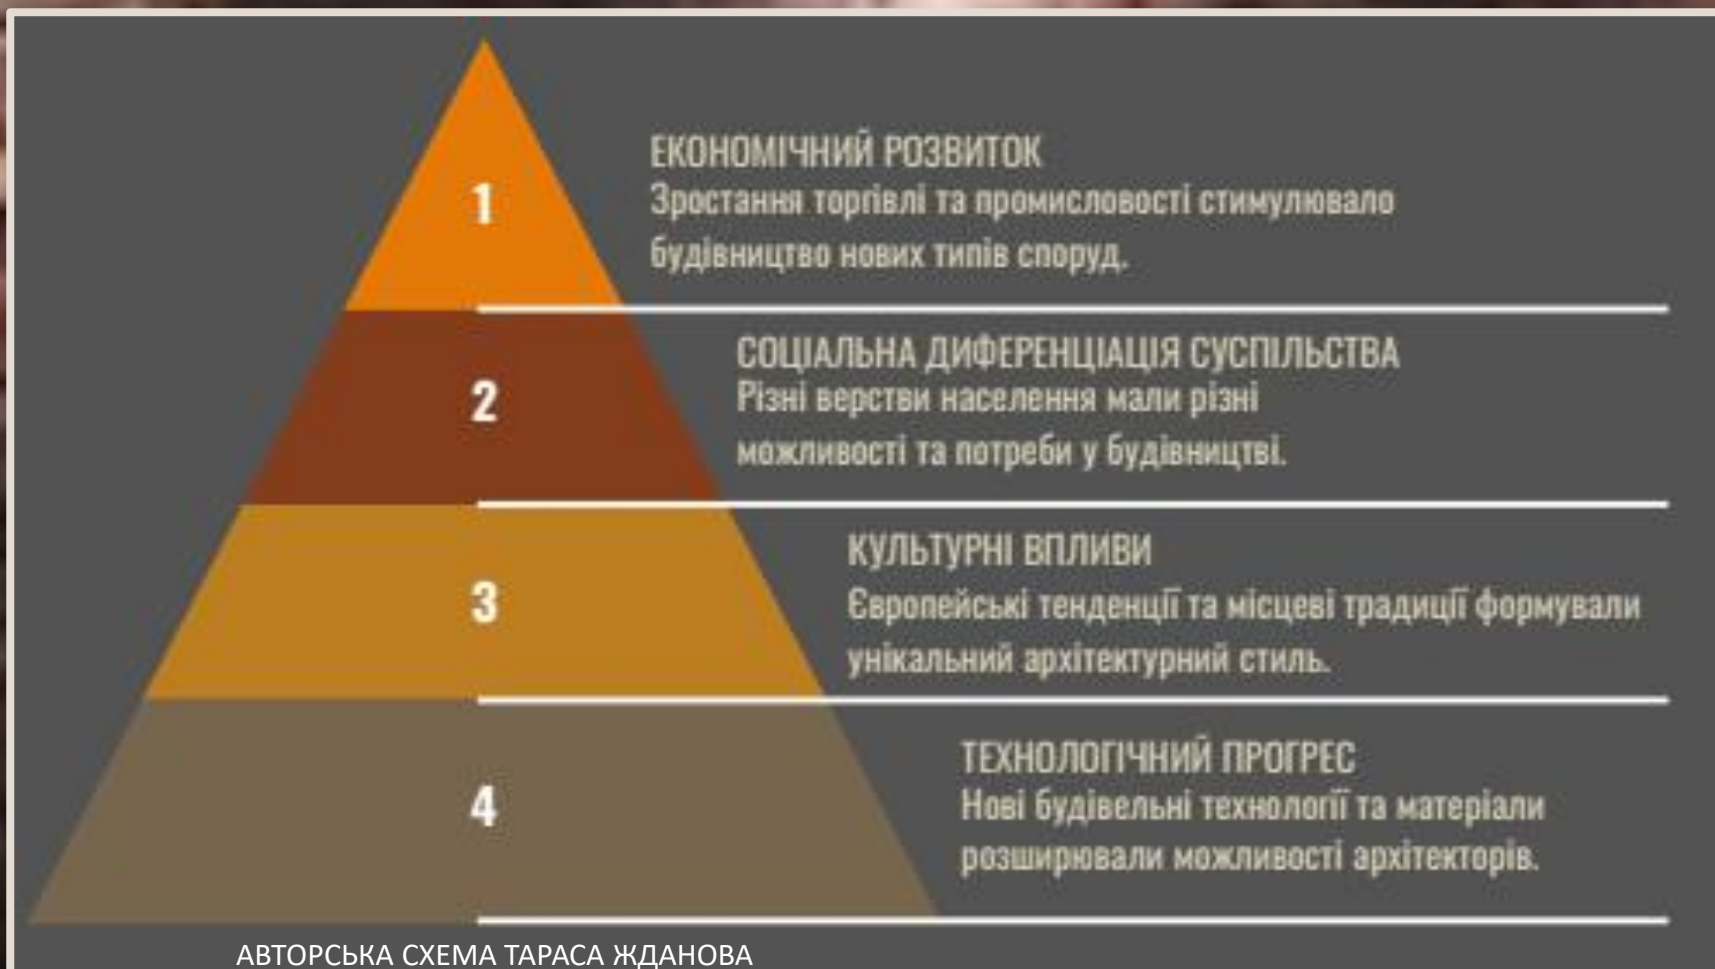 1
ЕКОНОМІЧНИЙ РОЗВИТОК
Зростання торгівлі та промисловості стимулювало
будівництво нових типів споруд.
2
СОЦІАЛЬНА ДИФЕРЕНЦІАЦІЯ СУСПІЛЬСТВА
Різні верстви населення мали різні
можливості та потреби у будівництві.
3
КУЛЬТУРНІ ВПЛИВИ
Європейські тенденції та місцеві традиції формували
унікальний архітектурний стиль.
4
ТЕХНОЛОГІЧНИЙ ПРОГРЕС
Нові будівельні технології та матеріали
розширювали можливості архітекторів.
АВТОРСЬКА СХЕМА ТАРАСА ЖДАНОВА